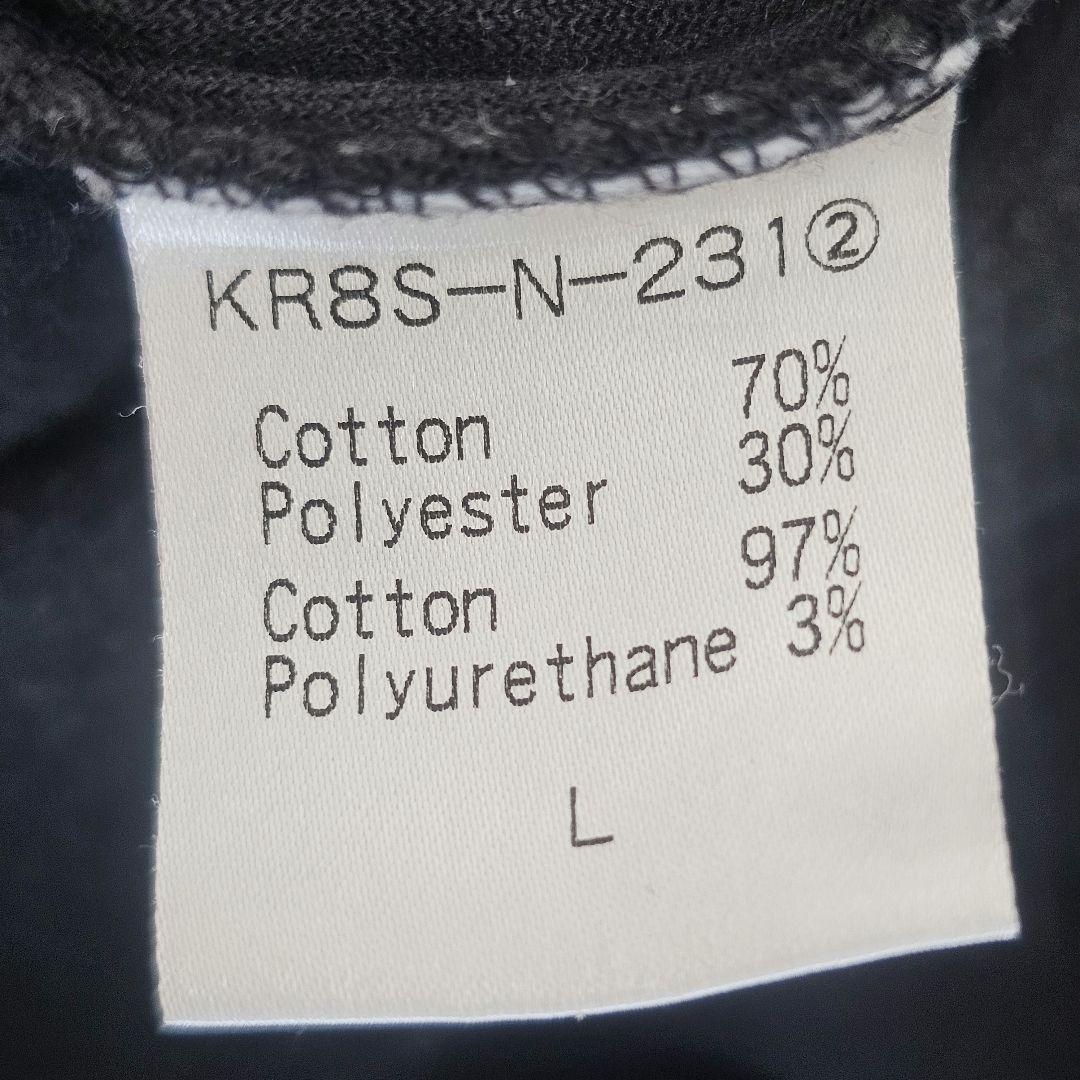 KR8S-N-231②
Cotton 70%
Polyester 30%
Cotton 97%
Polyurethane 3%
L